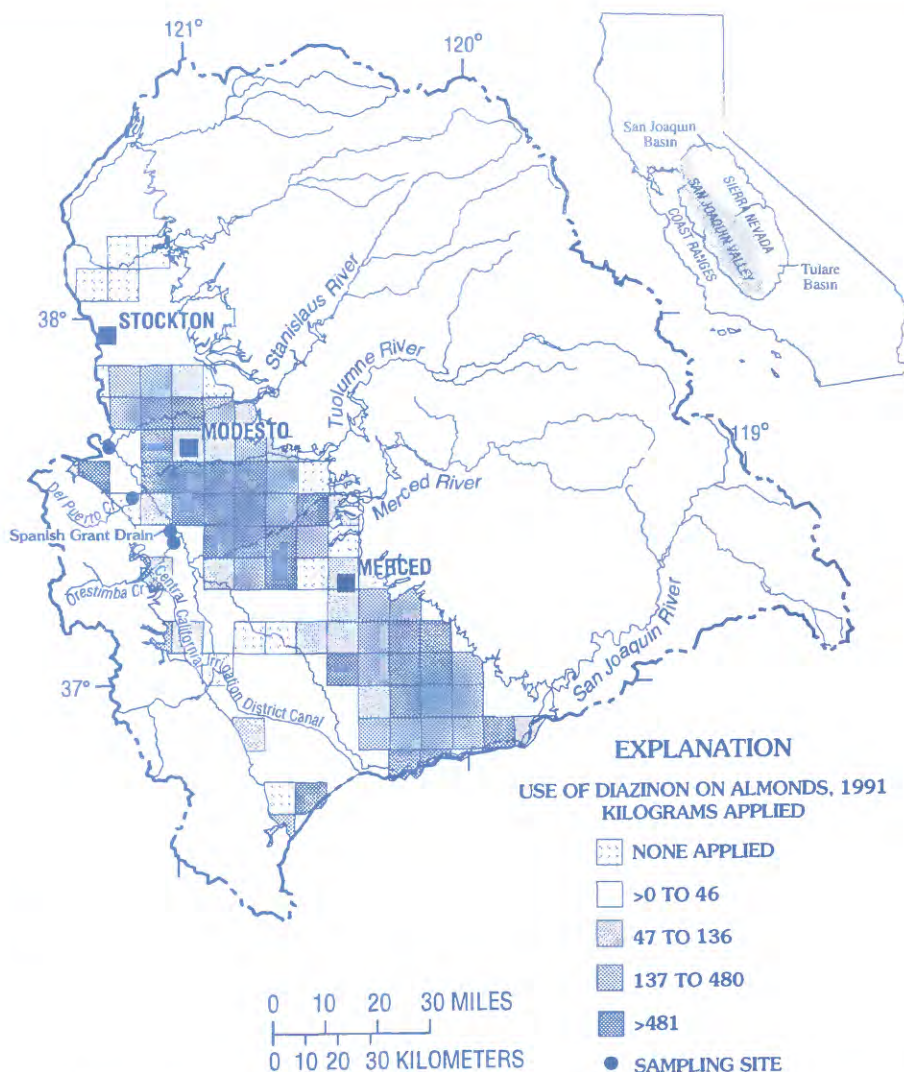 121°
120°
San Joaquin
Basin
SIERRA NEVADA
SAN JOAQUIN VALLEY
COAST RANGES
Tulare
Basin
38°
STOCKTON
Stanislaus River
Tuolumne River
MODESTO
119°
Merced River
Del Puerto Cr
Spanish Grant Drain
MERCED
Orestimba Cr
Central California Irrigation District Canal
San Joaquin River
37°
EXPLANATION
USE OF DIAZINON ON ALMONDS, 1991
KILOGRAMS APPLIED
NONE APPLIED
>0 TO 46
47 TO 136
137 TO 480
>481
SAMPLING SITE
0 10 20 30 MILES
0 10 20 30 KILOMETERS